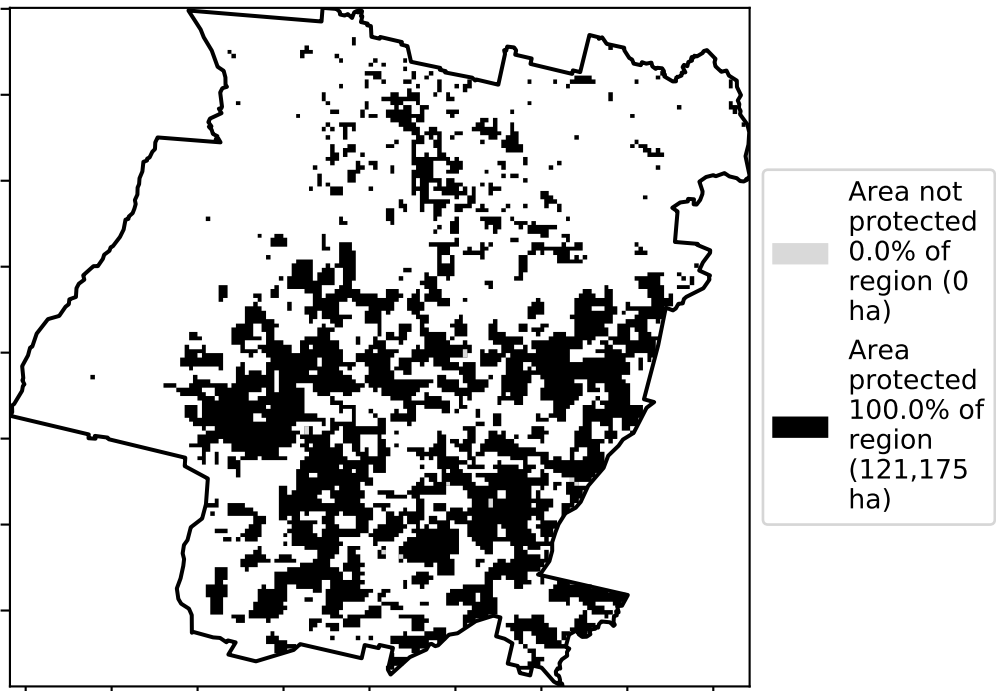 Area not
protected
0.0% of
region (0
ha)
Area
protected
100.0% of
region
(121,175
ha)